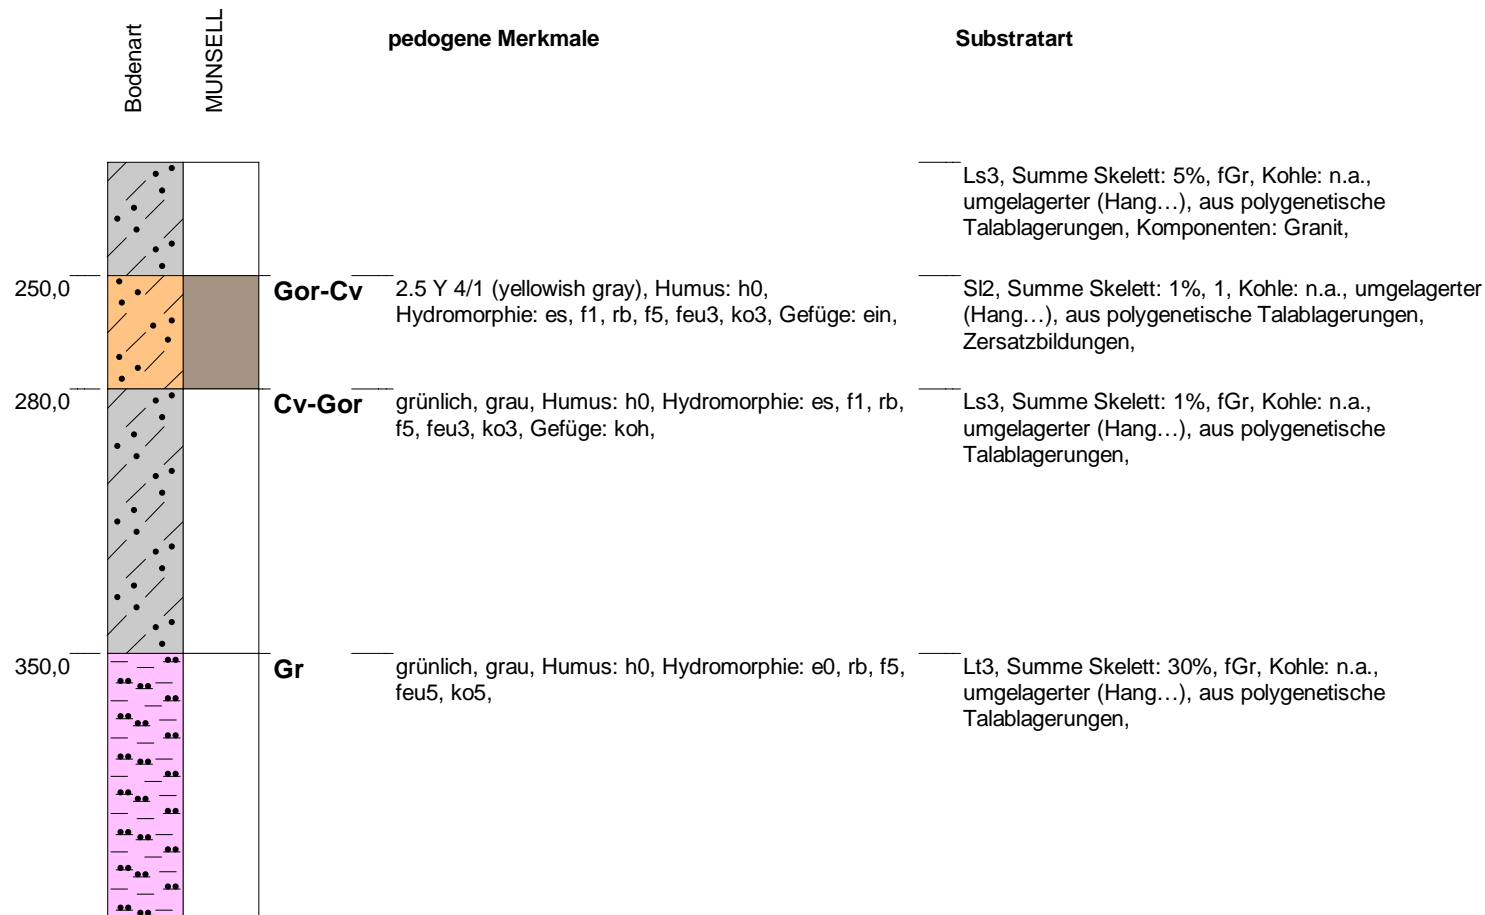 Bodenart
MUNSELL
pedogene Merkmale
Substratart
Ls3, Summe Skelett: 5%, fGr, Kohle: n.a.,
umgelagerter (Hang…), aus polygenetische
Talablagerungen, Komponenten: Granit,
250,0
Gor-Cv
2.5 Y 4/1 (yellowish gray), Humus: h0,
Hydromorphie: es, f1, rb, f5, feu3, ko3, Gefüge: ein,
Sl2, Summe Skelett: 1%, 1, Kohle: n.a., umgelagerter
(Hang…), aus polygenetische Talablagerungen,
Zersatzbildungen,
280,0
Cv-Gor
grünlich, grau, Humus: h0, Hydromorphie: es, f1, rb,
f5, feu3, ko3, Gefüge: koh,
Ls3, Summe Skelett: 1%, fGr, Kohle: n.a.,
umgelagerter (Hang…), aus polygenetische
Talablagerungen,
350,0
Gr
grünlich, grau, Humus: h0, Hydromorphie: e0, rb, f5,
feu5, ko5,
Lt3, Summe Skelett: 30%, fGr, Kohle: n.a.,
umgelagerter (Hang…), aus polygenetische
Talablagerungen,